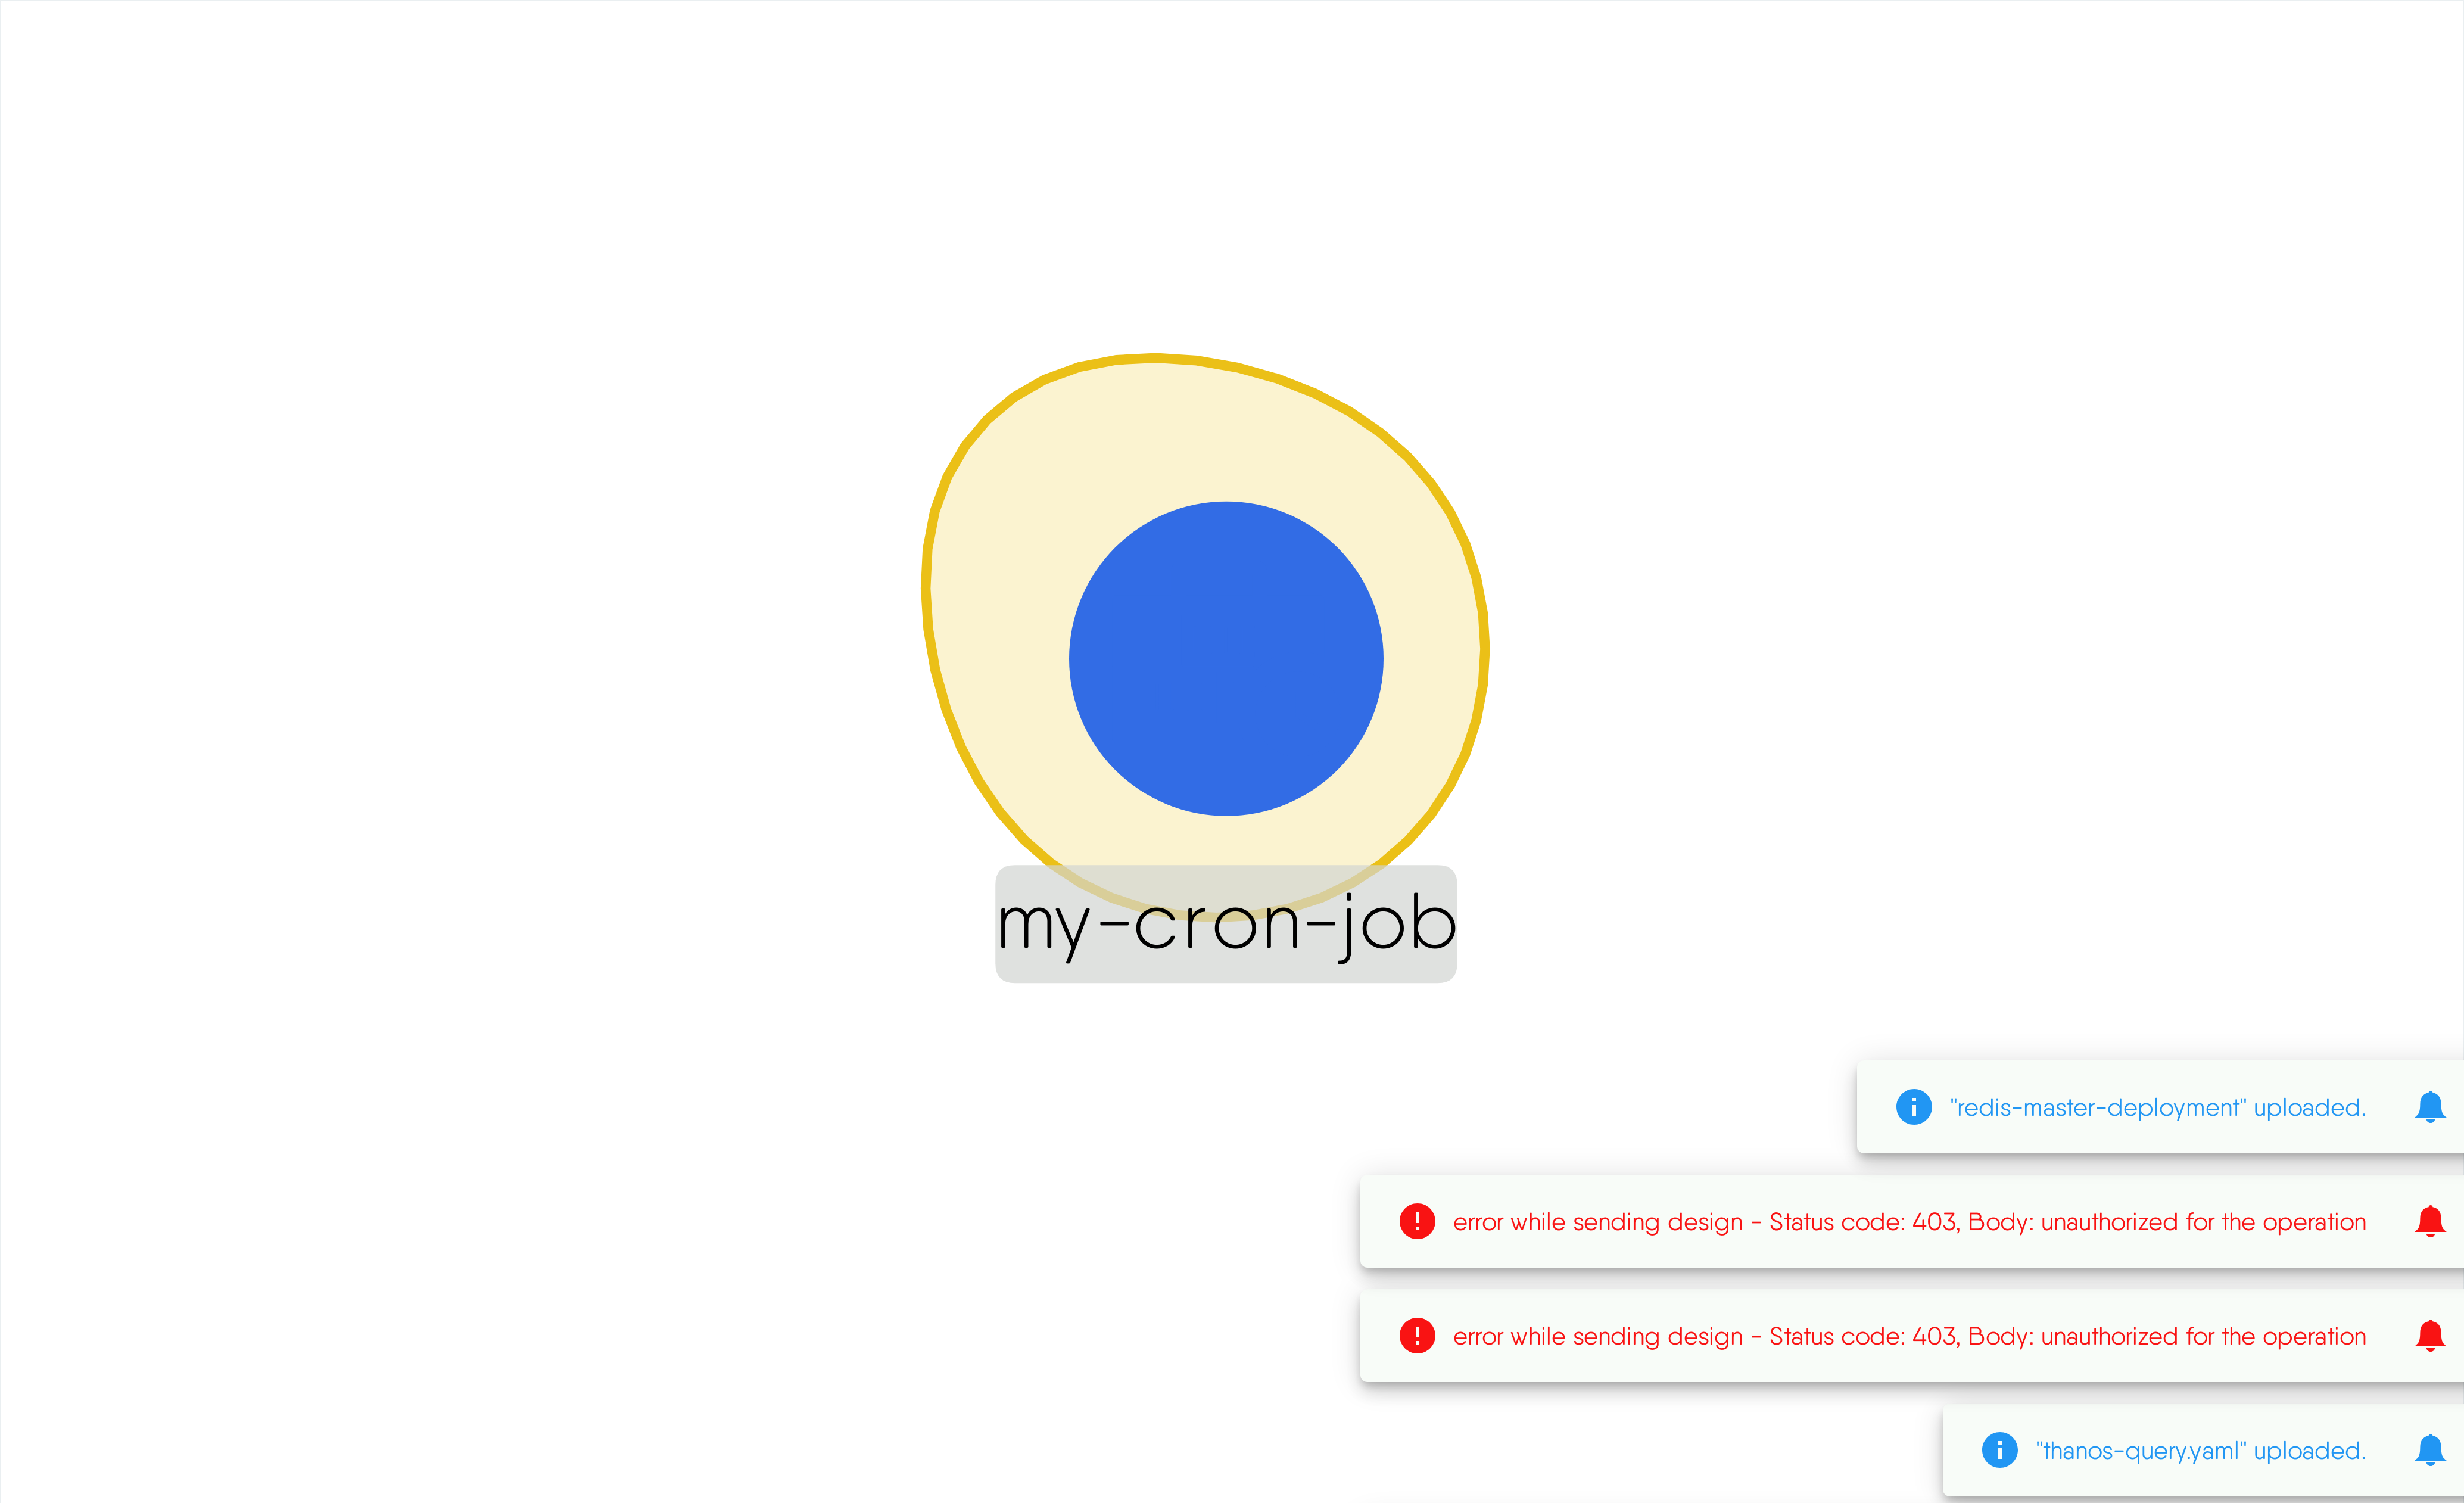 my-cron-job
"redis-master-deployment" uploaded.
error while sending design - Status code: 403, Body: unauthorized for the operation
error while sending design - Status code: 403, Body: unauthorized for the operation
"thanos-query.yaml" uploaded.